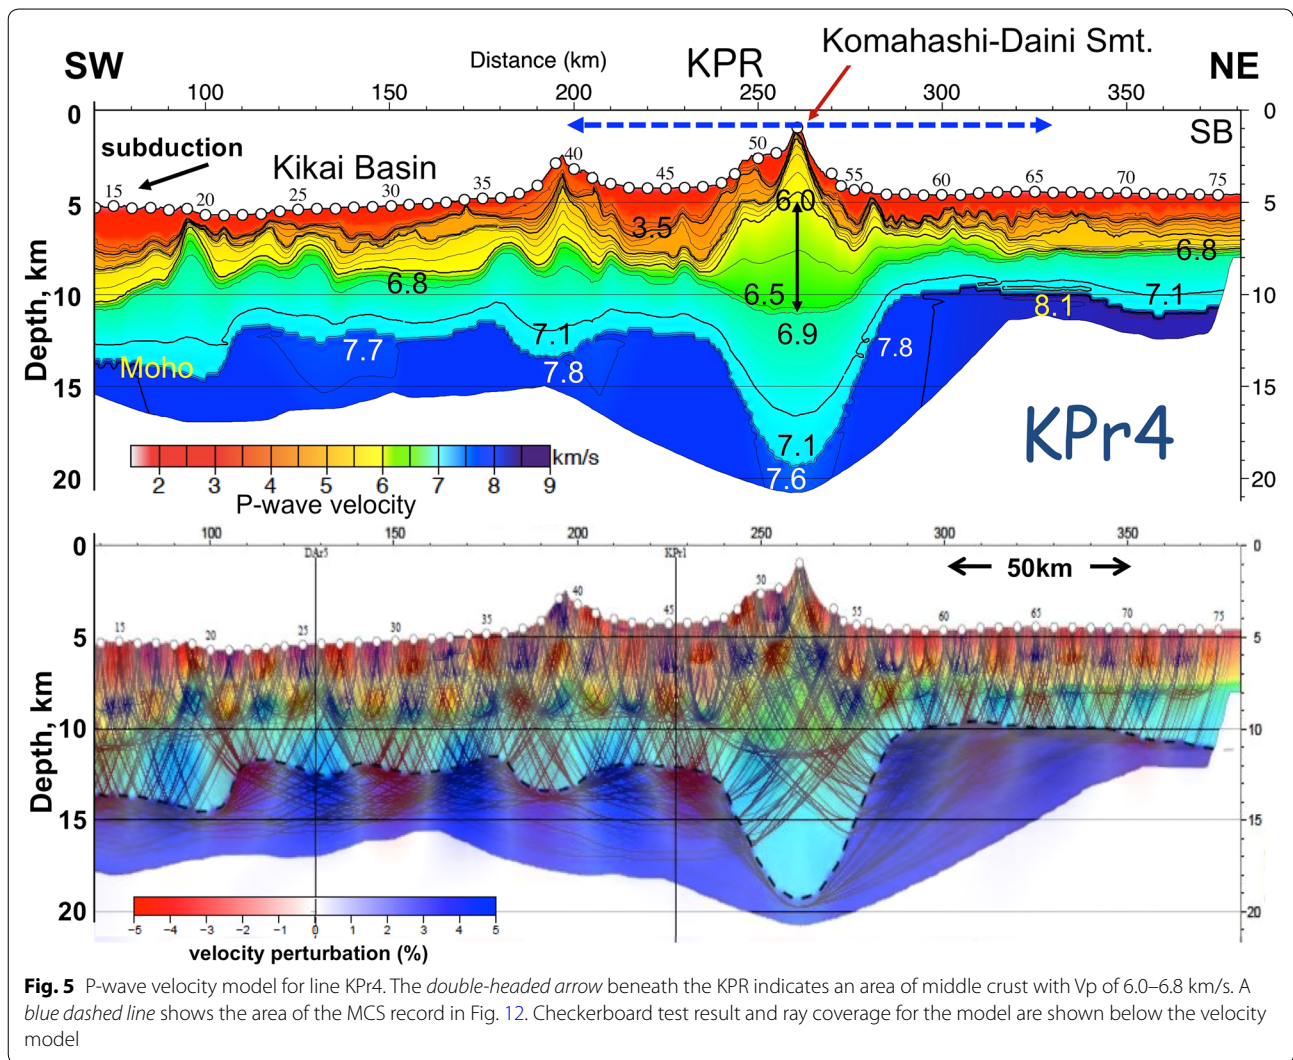 Komahashi-Daini Smt.
SW
Distance (km)
KPR
NE
100 150 200 250 300 350
0 0
SB
subduction
Kikai Basin
15 20 25 30 35 40 45 50 55 60 65 70 75
5 5
6.0
3.5
6.8
6.8
6.5
7.1
10 10
8.1
6.9
7.1
7.7
7.8
Moho
7.8
15 15
KPr4
7.1
7.6
20 20
km/s
2 3 4 5 6 7 8 9
P-wave velocity
Depth, km
100 150 200 250 300 350
0 0
DAr5 KPr1
50km
15 20 25 30 35 40 45 50 55 60 65 70 75
5 5
10 10
15 15
20 20
Depth, km
−5 −4 −3 −2 −1 0 1 2 3 4 5
velocity perturbation (%)
Fig. 5 P-wave velocity model for line KPr4. The double-headed arrow beneath the KPR indicates an area of middle crust with Vp of 6.0–6.8 km/s. A
blue dashed line shows the area of the MCS record in Fig. 12. Checkerboard test result and ray coverage for the model are shown below the velocity
model